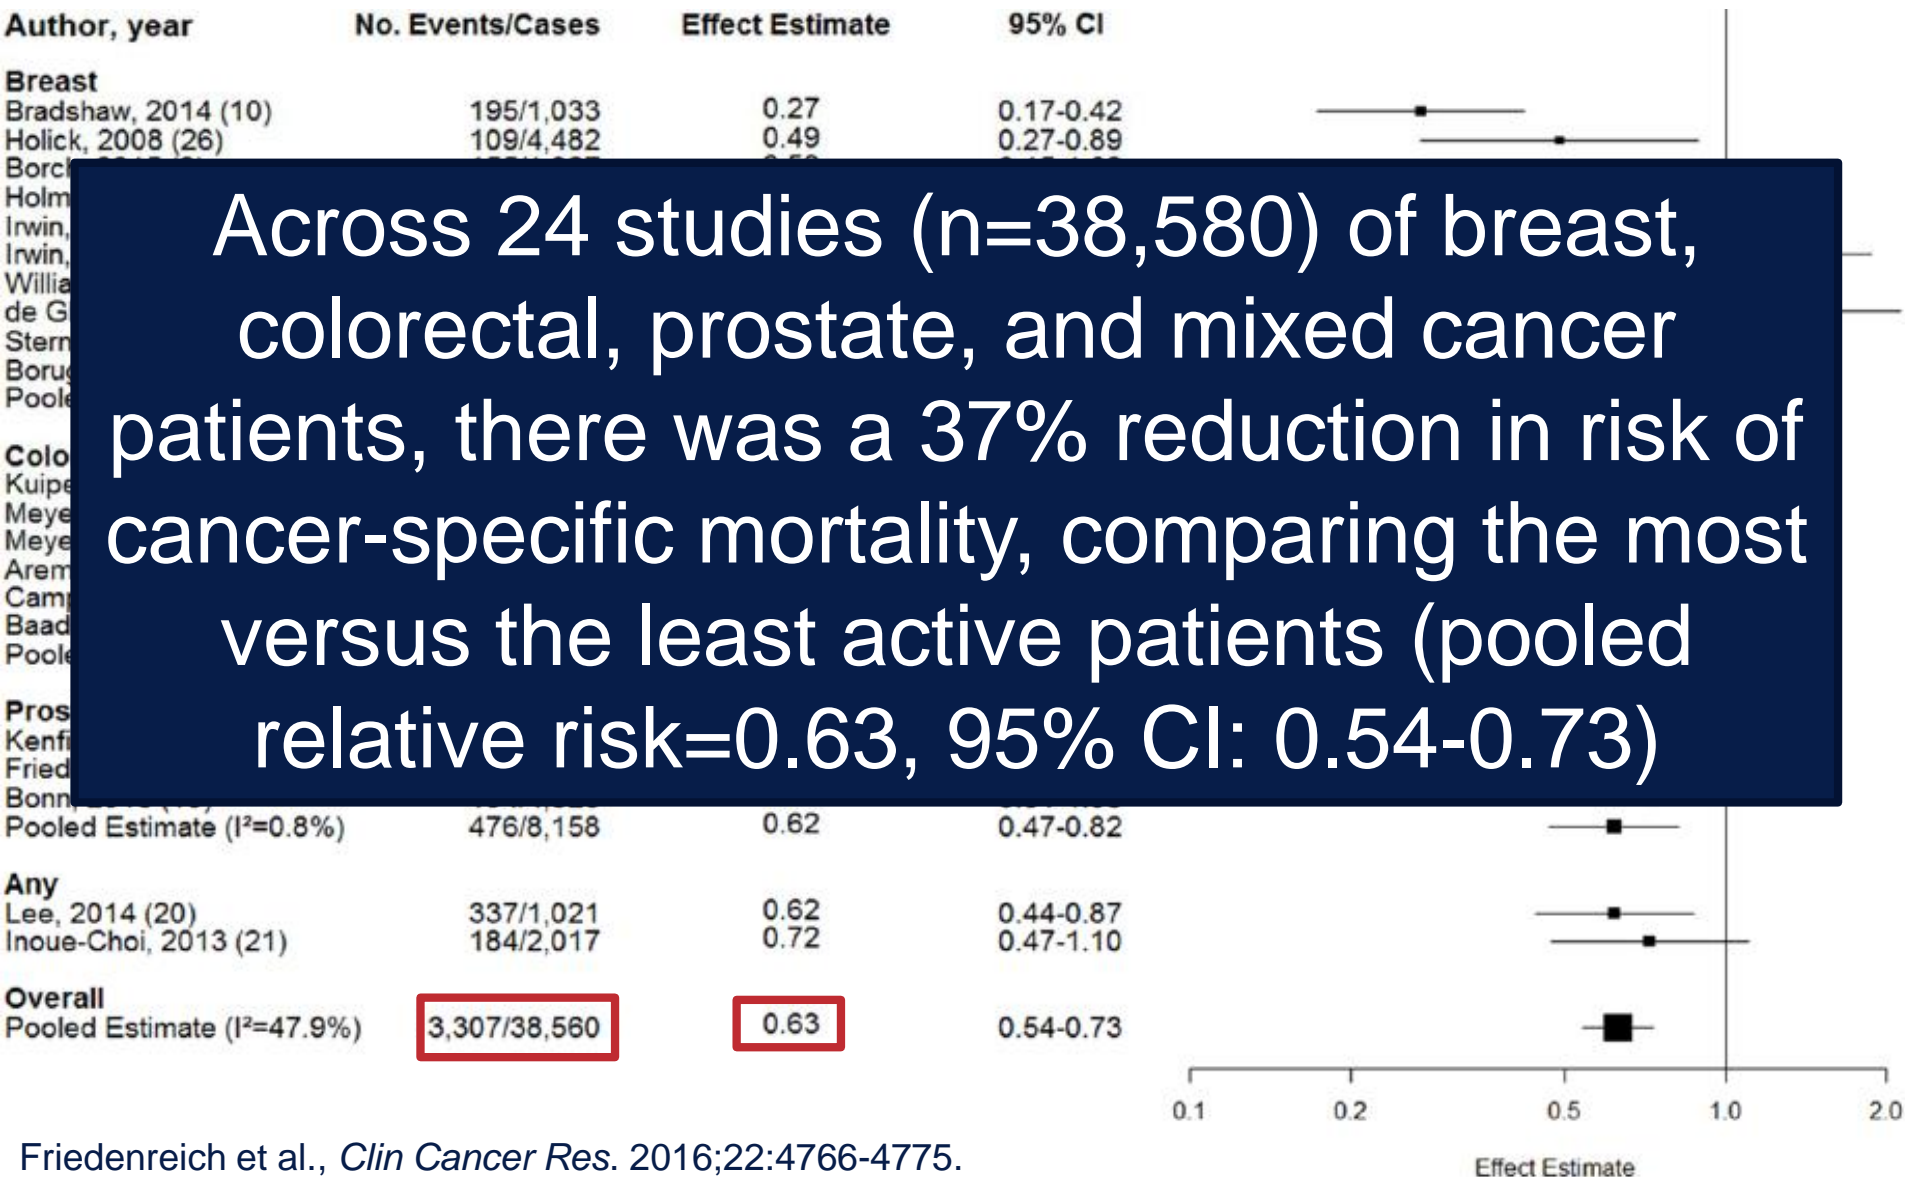 Author, year No. Events/Cases Effect Estimate 95% CI
Breast
Bradshaw, 2014 (10) 195/1,033 0.27 0.17-0.42
Holick, 2008 (26) 109/4,482 0.49 0.27-0.89
Across 24 studies (n=38,580) of breast,
colorectal, prostate, and mixed cancer
patients, there was a 37% reduction in risk of
cancer-specific mortality, comparing the most
versus the least active patients (pooled
relative risk=0.63, 95% CI: 0.54-0.73)
Irwin,
Irwin,
de G
Pooled Estimate (I²=0.8%) 476/8,158 0.62 0.47-0.82
Any
Lee, 2014 (20) 337/1,021 0.62 0.44-0.87
Inoue-Choi, 2013 (21) 184/2,017 0.72 0.47-1.10
Overall
Pooled Estimate (I²=47.9%) 3,307/38,560 0.63 0.54-0.73
0.1 0.2 0.5 1.0 2.0
Effect Estimate
Friedenreich et al., Clin Cancer Res. 2016;22:4766-4775.